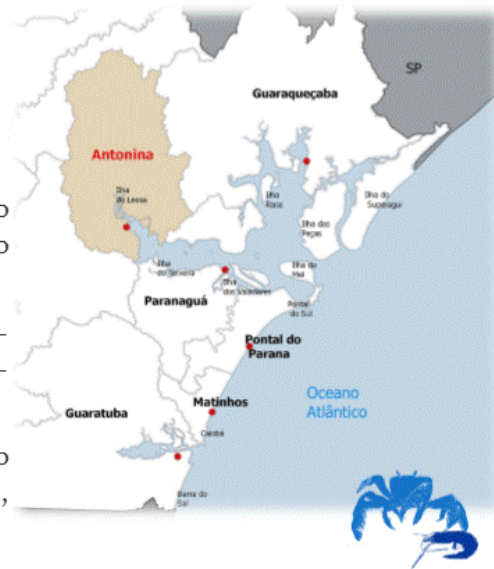 SP
Guaraqueçaba
Antonina
Ilha
do Lessa
Ilha
Rasa
Ilha do
Superagui
Ilha das
Peças
o
o
Ilha
do Teixeira
Ilha do
Mel
Ilha
dos Valadares
Paranaguá
Pontal
do Sul
Pontal do
Parana
Oceano
Atlântico
Matinhos
Guaratuba
Caiobá
o
Barra do
Saí
,